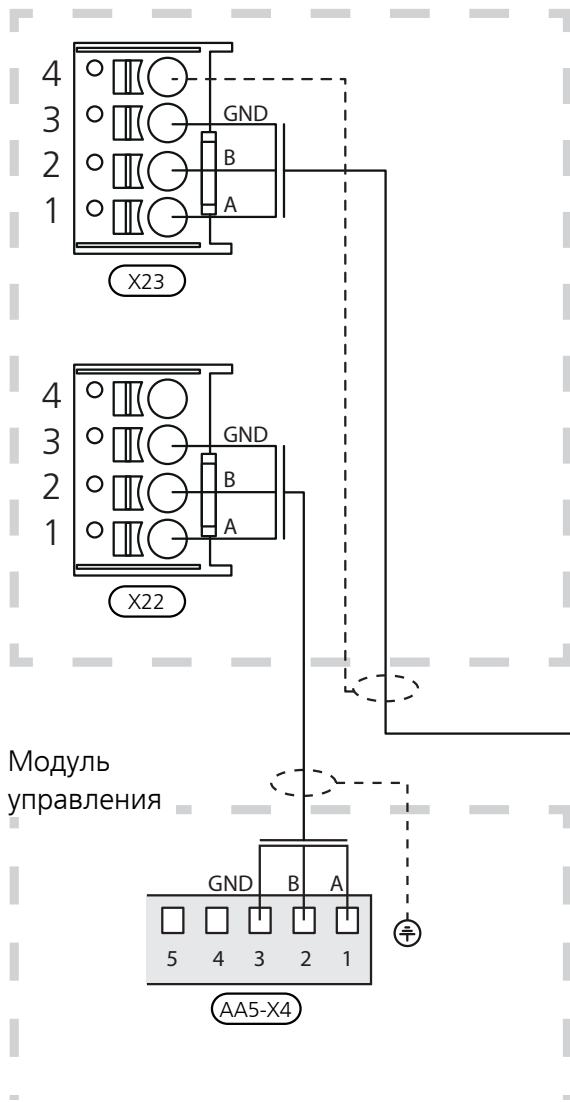 4
3 GND
2 B
1 A
X23
4
3 GND
2 B
1 A
X22
Модуль
управления
GND B A
5 4 3 2 1
AA5-X4